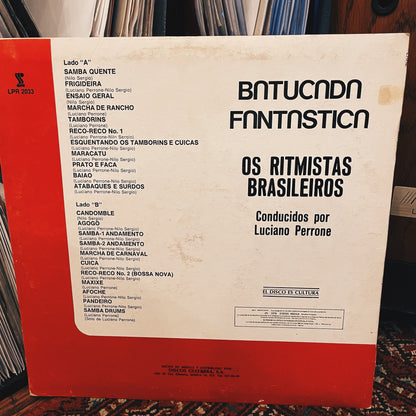 LPR 2033
Lado "A"
SAMBA QUENTE
(Nilo Sergio)
FRIGIDEIRA
(Luciano Perrone-Nilo Sergio)
ENSAIO GERAL
(Nilo Sergio)
MARCHA DE RANCHO
(Luciano Perrone)
TAMBORINS
(Luciano Perrone)
RECO-RECO No. 1
(Luciano Perrone-Nilo Sergio)
ESQUENTANDO OS TAMBORINS E CUICAS
(Luciano Perrone-Nilo Sergio)
MARACATU
(Luciano Perrone-Nilo Sergio)
PRATO E FACA
(Luciano Perrone-Nilo Sergio)
BAIAO
(Luciano Perrone-Nilo Sergio)
ATABAQUES E SURDOS
(Luciano Perrone-Nilo Sergio)
Lado "B"
CANDOMBLE
(Nilo Sergio)
AGOGÓ
(Luciano Perrone-Nilo Sergio)
SAMBA-1 ANDAMENTO
(Luciano Perrone-Nilo Sergio)
SAMBA-2 ANDAMENTO
(Luciano Perrone-Nilo Sergio)
MARCHA DE CARNAVAL
(Luciano Perrone-Nilo Sergio)
CUICA
(Luciano Perrone-Nilo Sergio)
RECO-RECO No. 2 (BOSSA NOVA)
(Luciano Perrone-Nilo Sergio)
MAXIXE
(Luciano Perrone)
AFOCHE
(Luciano Perrone-Nilo Sergio)
PANDEIRO
(Luciano Perrone-Nilo Sergio)
SAMBA DRUMS
(Luciano Perrone)
(Solo de Luciano Perrone)
BATUCADA
FANTASTICA
OS RITMISTAS
BRASILEIROS
Conducidos por
Luciano Perrone
EL DISCO ES CULTURA
DISCOS GUITARRA, S.A.